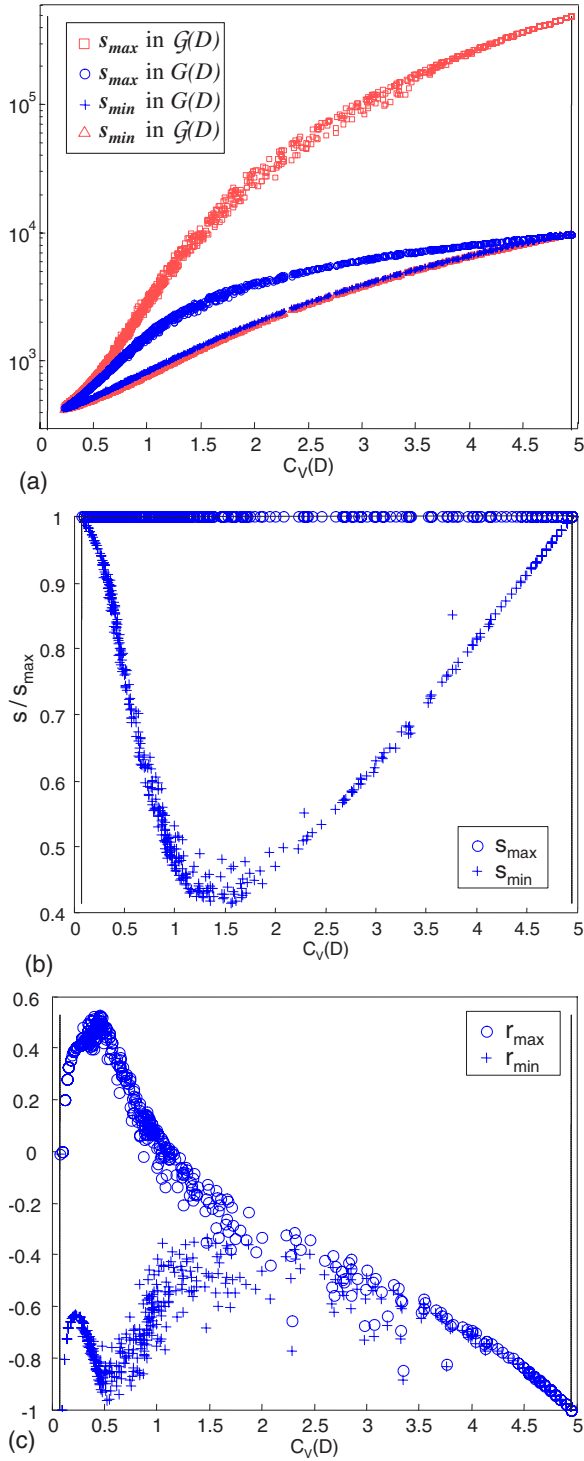 s_max in 𝒢(D)
s_max in G(D)
s_min in G(D)
s_min in 𝒢(D)
10^5
10^4
10^3
0 0.5 1 1.5 2 2.5 3 3.5 4 4.5 5
C_V(D)
(a)
1
0.9
0.8
0.7
0.6
0.5
0.4
s / s_max
s_max
s_min
0 0.5 1 1.5 2 2.5 3 3.5 4 4.5 5
C_V(D)
(b)
0.6
0.4
0.2
0
-0.2
-0.4
-0.6
-0.8
-1
r_max
r_min
0 0.5 1 1.5 2 2.5 3 3.5 4 4.5 5
C_V(D)
(c)